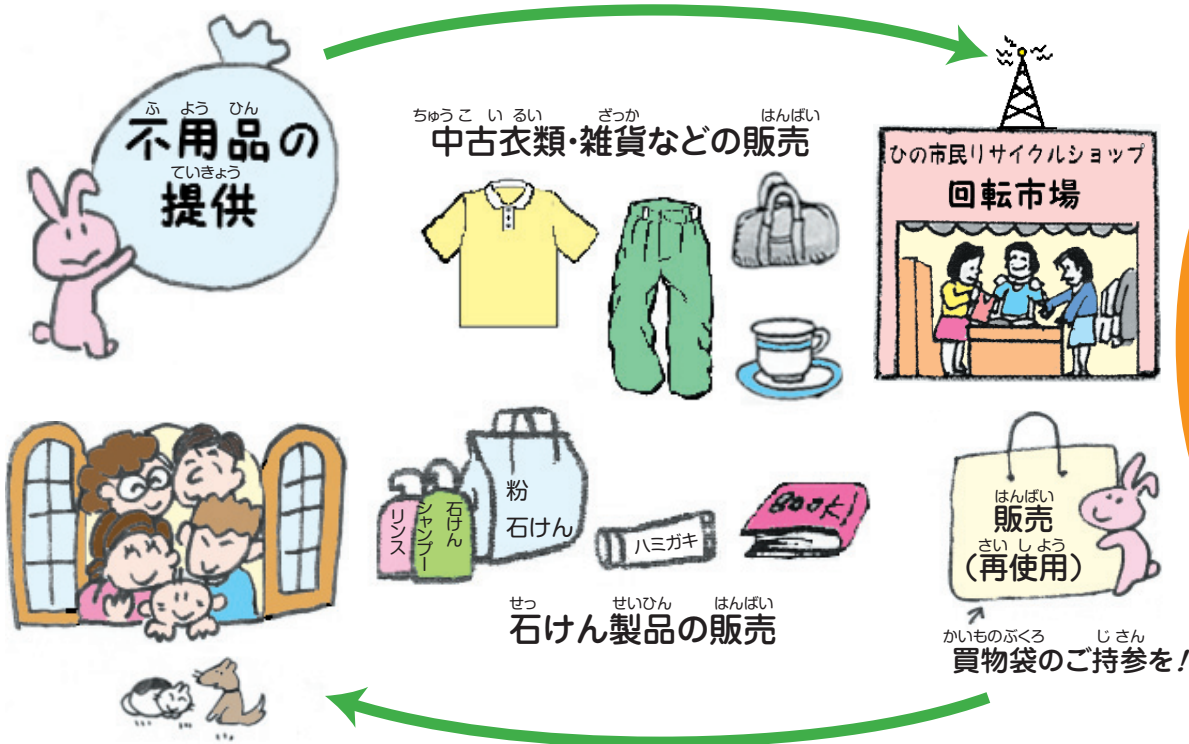 ふようひん
不用品の
ていきょう
提供
ちゅうこいるい ざっか はんばい
中古衣類・雑貨などの販売
ひの市民リサイクルショップ
回転市場
粉
石けん
石けん
シャンプー
リンス
ハミガキ
BOOK!
せっ せいひん はんばい
石けん製品の販売
はんばい
販売
さいしよう
(再使用)
かいものぶくろ じさん
買物袋のご持参を!